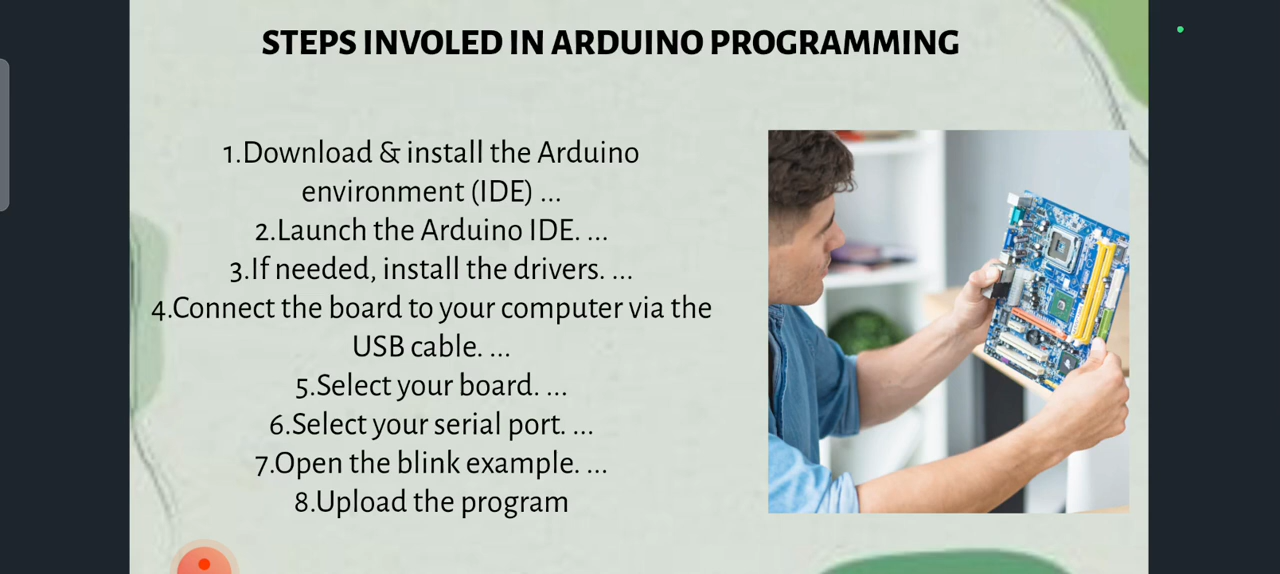 STEPS INVOLED IN ARDUINO PROGRAMMING
1.Download & install the Arduino
environment (IDE) ...
2.Launch the Arduino IDE. ...
3.If needed, install the drivers. ...
4.Connect the board to your computer via the
USB cable. ...
5.Select your board. ...
6.Select your serial port. ...
7.Open the blink example. ...
8.Upload the program